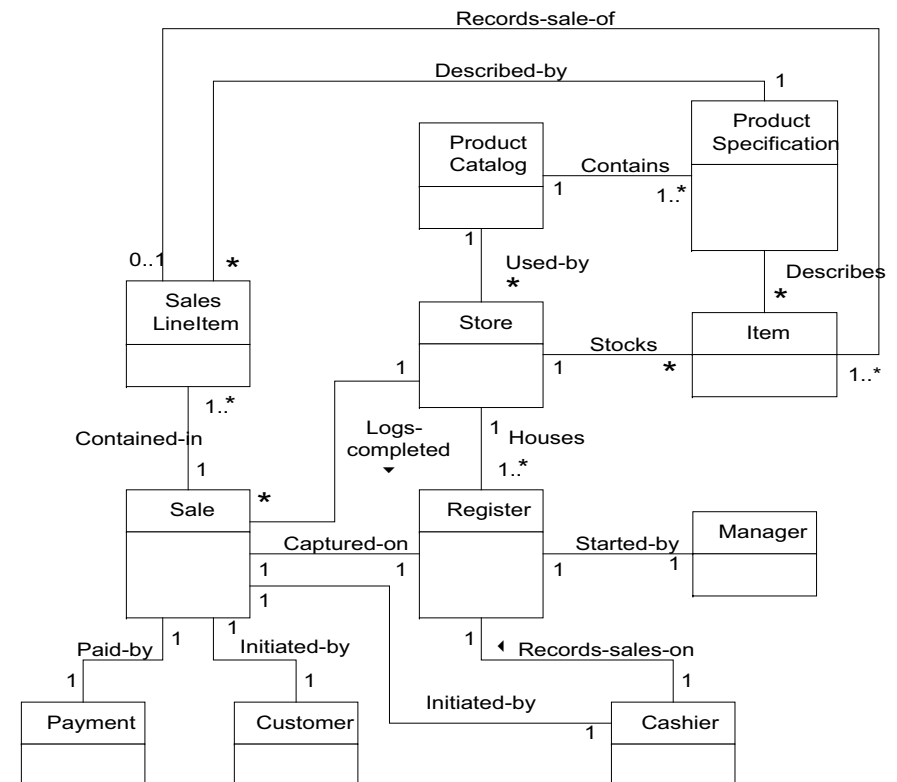 Records-sale-of
Described-by
1
Product
Specification
Product
Catalog
Contains
1
1..*
1
0..1
*
Used-by
*
Describes
*
Sales
LineItem
Store
Item
Stocks
1
1
*
1..*
1..*
Contained-in
1
Logs-
completed
1
Houses
1..*
*
Sale
Register
Manager
Captured-on
1
1
Started-by
1
1
1
Paid-by
1
1
Initiated-by
1
Records-sales-on
1
1
1
Initiated-by
1
Payment
Customer
Cashier